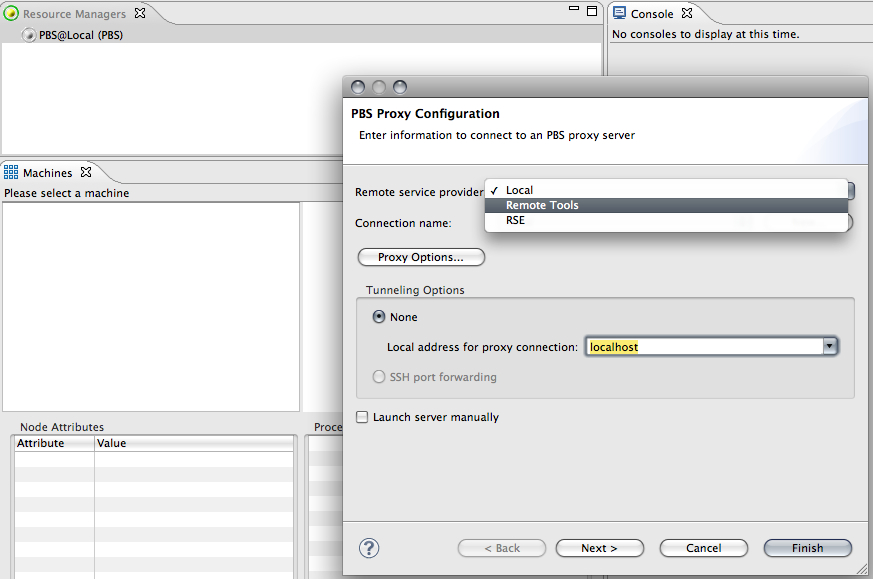 Resource Managers
PBS@Local (PBS)
Console
No consoles to display at this time.
Machines
Please select a machine
Node Attributes
Attribute Value
Proce
PBS Proxy Configuration
Enter information to connect to an PBS proxy server
Remote service provider
✓ Local
Remote Tools
RSE
Connection name:
Proxy Options...
Tunneling Options
None
Local address for proxy connection: localhost
SSH port forwarding
Launch server manually
?
< Back Next > Cancel Finish